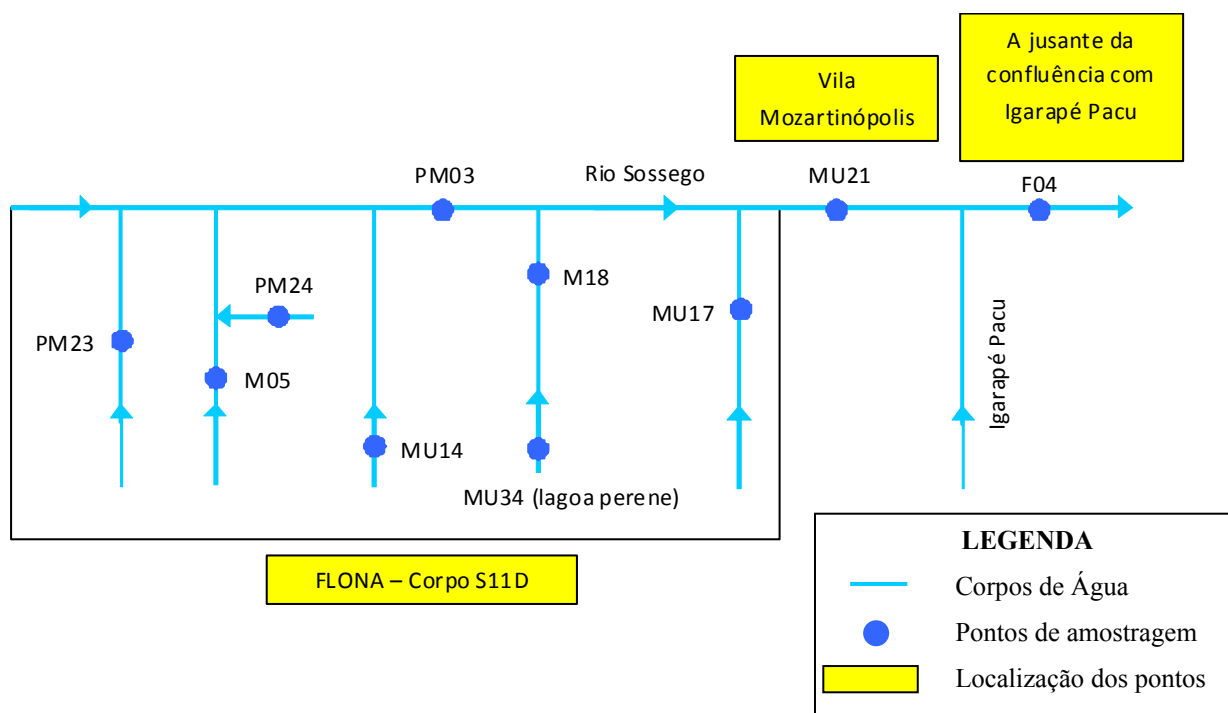 A jusante da
confluência com
Igarapé Pacu
Vila
Mozartinópolis
PM03
Rio Sossego
MU21
F04
PM24
M18
MU17
PM23
M05
MU14
Igarapé Pacu
MU34 (lagoa perene)
FLONA – Corpo S11D
LEGENDA
Corpos de Água
Pontos de amostragem
Localização dos pontos